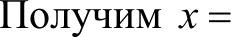 Получим x =